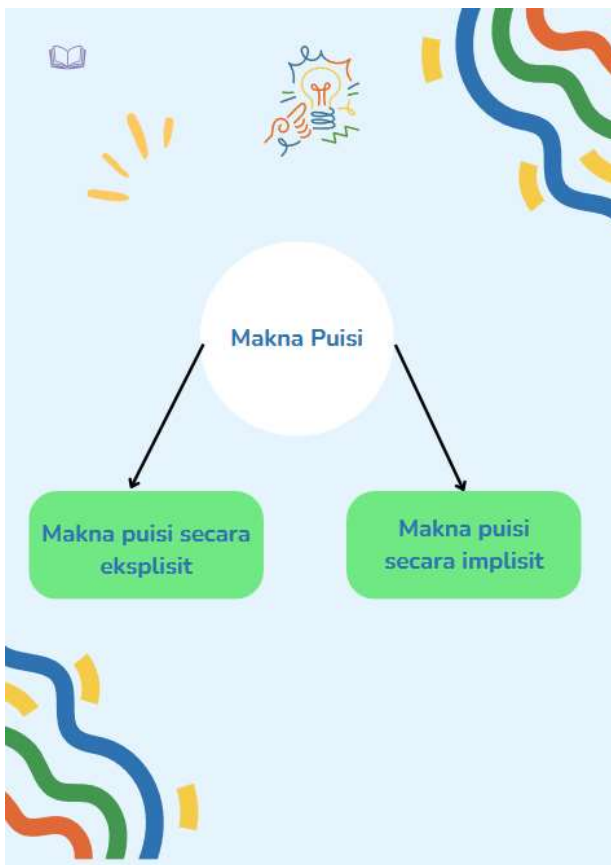 Makna Puisi
Makna puisi secara
eksplisit
Makna puisi
secara implisit